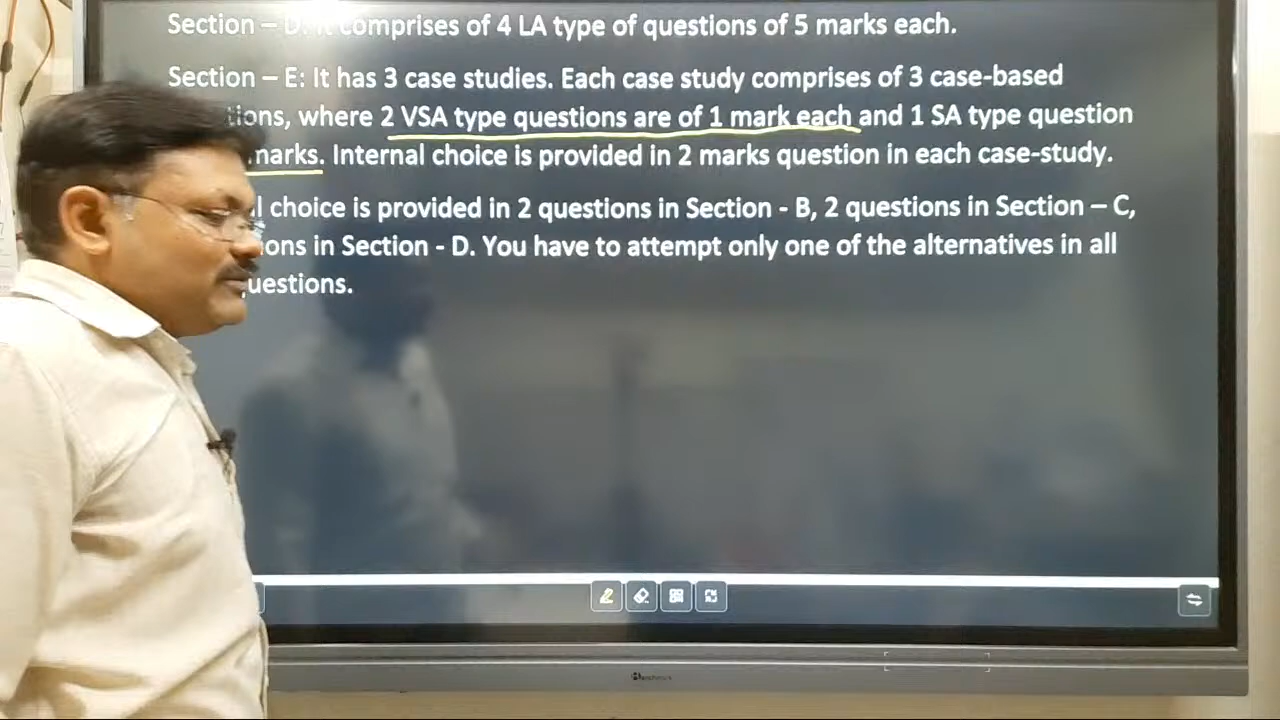 Section – D: It comprises of 4 LA type of questions of 5 marks each.
Section – E: It has 3 case studies. Each case study comprises of 3 case-based
where 2 VSA type questions are of 1 mark each and 1 SA type question
marks. Internal choice is provided in 2 marks question in each case-study.
choice is provided in 2 questions in Section - B, 2 questions in Section – C,
in Section - D. You have to attempt only one of the alternatives in all